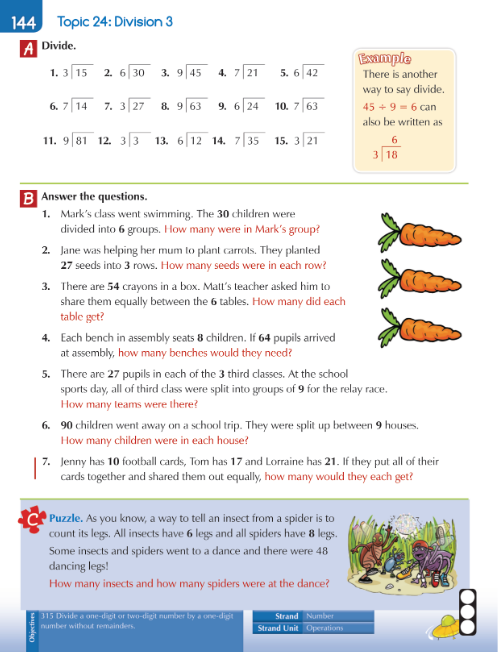 144 Topic 24: Division 3
A Divide.
1. 3 15 2. 6 30 3. 9 45 4. 7 21 5. 6 42
6. 7 14 7. 3 27 8. 9 63 9. 6 24 10. 7 63
11. 9 81 12. 3 3 13. 6 12 14. 7 35 15. 3 21
Example
There is another
way to say divide.
45 ÷ 9 = 6 can
also be written as
6
3 18
B Answer the questions.
1. Mark's class went swimming. The 30 children were
divided into 6 groups. How many were in Mark's group?
2. Jane was helping her mum to plant carrots. They planted
27 seeds into 3 rows. How many seeds were in each row?
3. There are 54 crayons in a box. Matt's teacher asked him to
share them equally between the 6 tables. How many did each
table get?
4. Each bench in assembly seats 8 children. If 64 pupils arrived
at assembly, how many benches would they need?
5. There are 27 pupils in each of the 3 third classes. At the school
sports day, all of third class were split into groups of 9 for the relay race.
How many teams were there?
6. 90 children went away on a school trip. They were split up between 9 houses.
How many children were in each house?
7. Jenny has 10 football cards, Tom has 17 and Lorraine has 21. If they put all of their
cards together and shared them out equally, how many would they each get?
C Puzzle. As you know, a way to tell an insect from a spider is to
count its legs. All insects have 6 legs and all spiders have 8 legs.
Some insects and spiders went to a dance and there were 48
dancing legs!
How many insects and how many spiders were at the dance?
Objectives
315 Divide a one-digit or two-digit number by a one-digit
number without remainders.
Strand Number
Strand Unit Operations